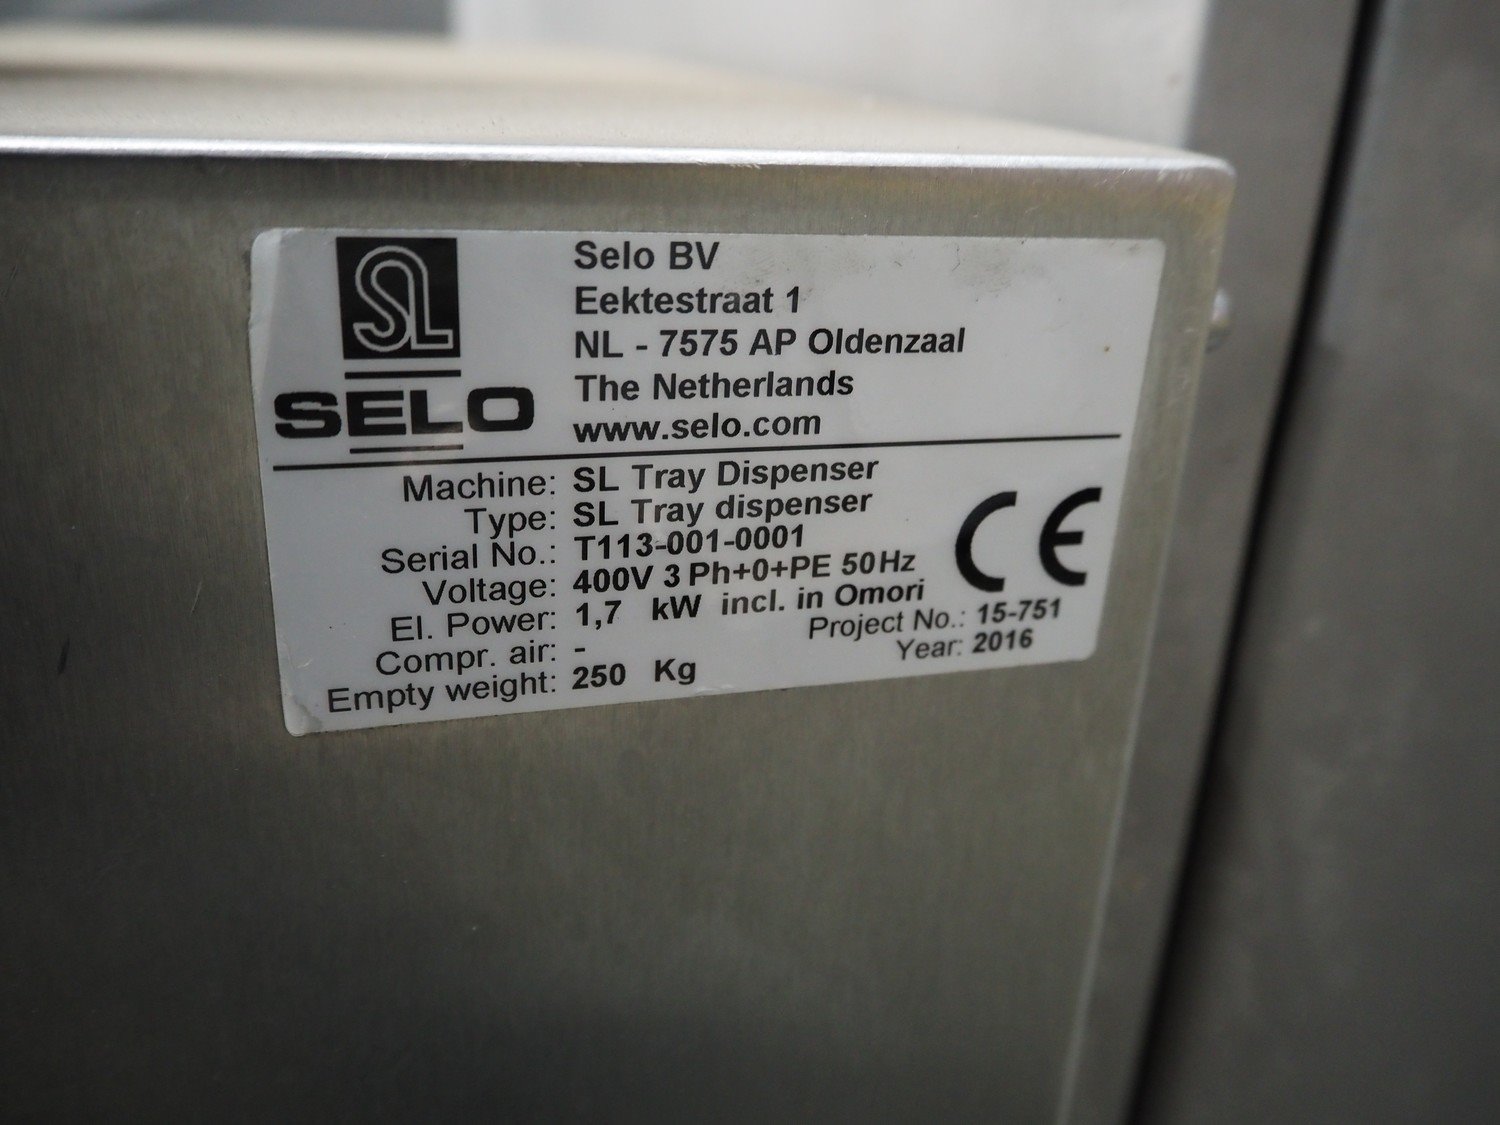 SL
SELO
Selo BV
Eektestraat 1
NL - 7575 AP Oldenzaal
The Netherlands
www.selo.com
Machine: SL Tray Dispenser
Type: SL Tray dispenser
Serial No.: T113-001-0001
Voltage: 400V 3 Ph+0+PE 50Hz
El. Power: 1,7 kW incl. in Omori
Compr. air: -
Empty weight: 250 Kg
CE
Project No.: 15-751
Year: 2016